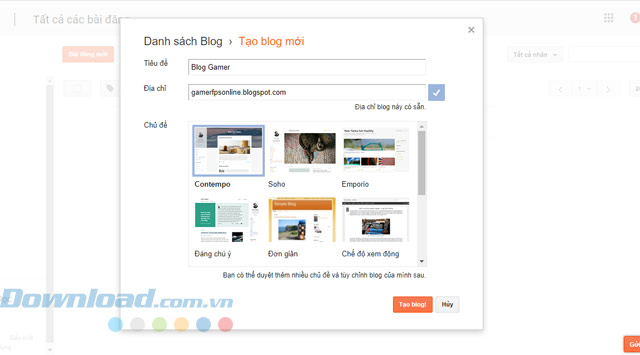 Tất cả các bài đăng
×
Danh sách Blog › Tạo blog mới
Tiêu đề
Blog Gamer
Địa chỉ
gamerfpsonline.blogspot.com
Địa chỉ blog này có sẵn.
Chủ đề
Contempo
Soho
Emporio
Simple Blog
Đáng chú ý
Đơn giản
Chế độ xem động
Bạn có thể duyệt thêm nhiều chủ đề và tùy chỉnh blog của mình sau.
Tạo blog!
Hủy
Bài đăng mới
Tất cả nhãn
1
Download.com.vn